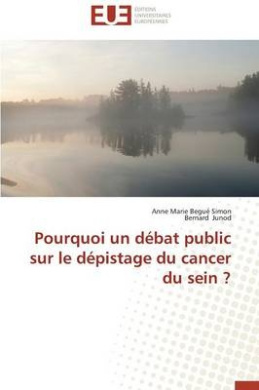 EUE
EDITIONS
UNIVERSITAIRES
EUROPEENNES
Anne Marie Begué Simon
Bernard Junod
Pourquoi un débat public
sur le dépistage du cancer
du sein ?